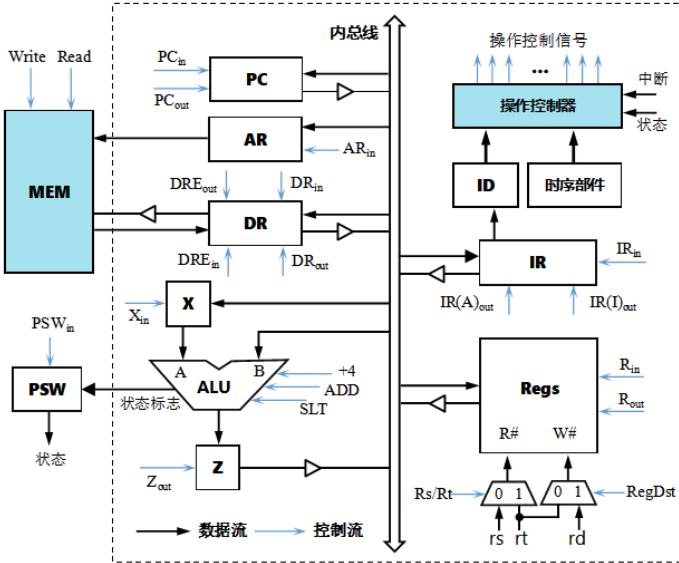 内总线
操作控制信号
Write Read
PCin
PC
PCout
...
中断
操作控制器
状态
AR
ARin
MEM
DREout
DRin
ID
时序部件
DR
DREin
DRout
IR
IRin
IR(A)out
IR(I)out
X
Xin
PSWin
A
B
+4
ALU
ADD
SLT
PSW
状态标志
状态
Regs
Rin
Rout
R#
W#
Z
Zout
Rs/Rt
0 1
0 1
RegDst
rs
rt
rd
数据流
控制流